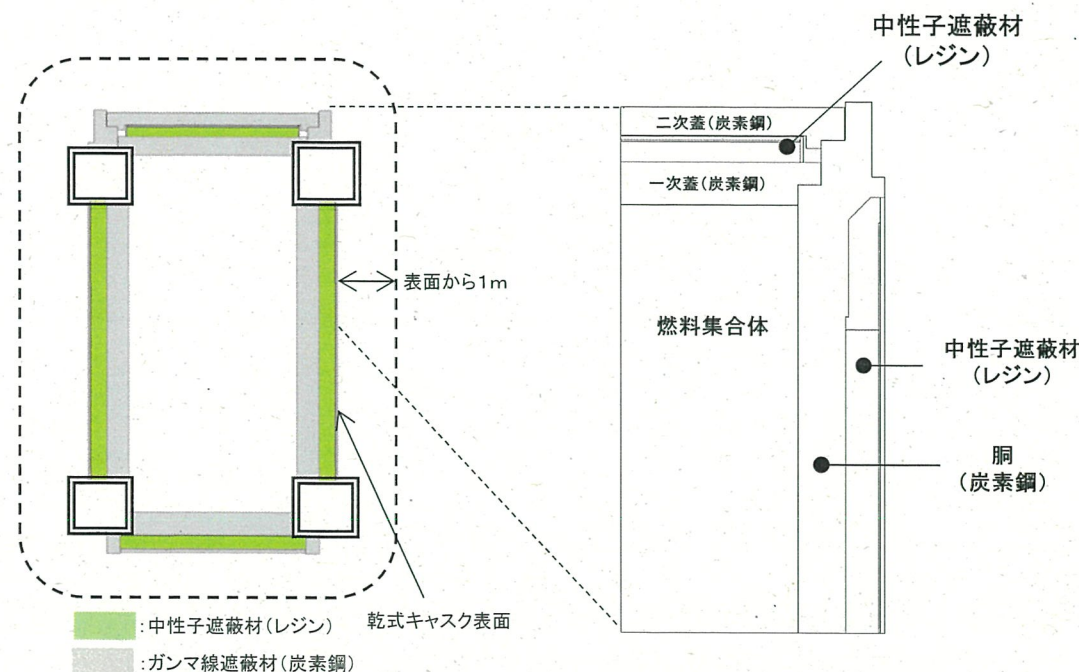 中性子遮蔽材
(レジン)
二次蓋(炭素鋼)
一次蓋(炭素鋼)
表面から1m
燃料集合体
中性子遮蔽材
(レジン)
胴
(炭素鋼)
乾式キャスク表面
:中性子遮蔽材(レジン)
:ガンマ線遮蔽材(炭素鋼)